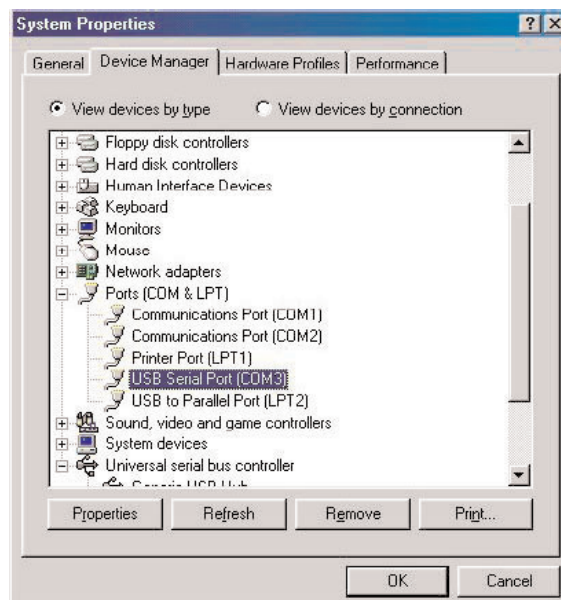 System Properties
General Device Manager Hardware Profiles Performance
View devices by type View devices by connection
Floppy disk controllers
Hard disk controllers
Human Interface Devices
Keyboard
Monitors
Mouse
Network adapters
Ports (COM & LPT)
Communications Port (COM1)
Communications Port (COM2)
Printer Port (LPT1)
USB Serial Port (COM3)
USB to Parallel Port (LPT2)
Sound, video and game controllers
System devices
Universal serial bus controller
Generic USB Hub
Properties Refresh Remove Print...
OK Cancel